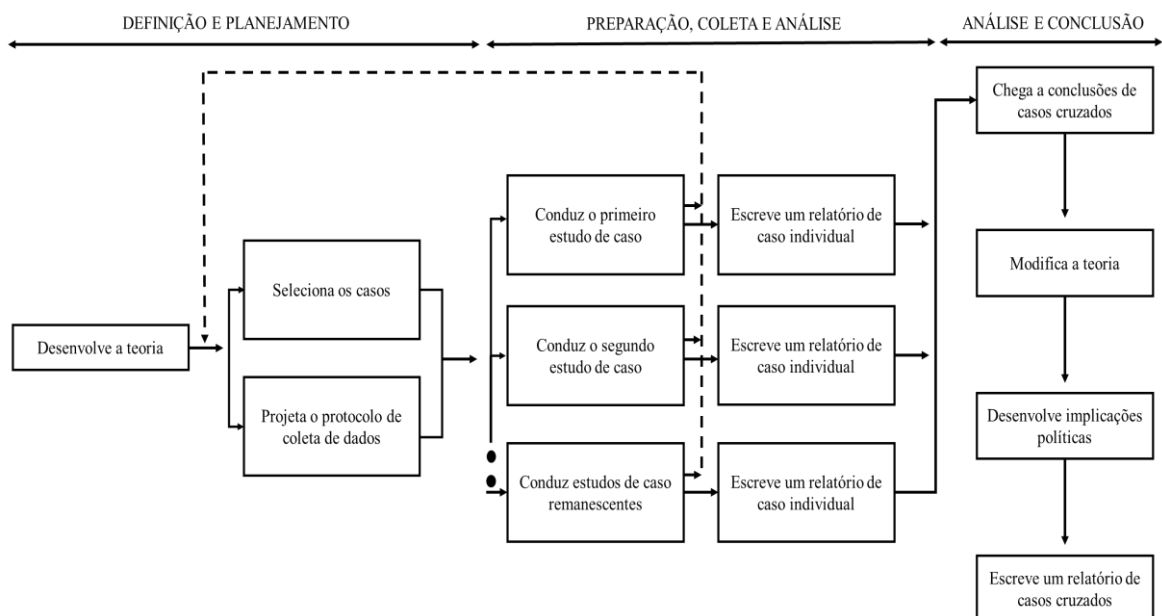 DEFINIÇÃO E PLANEJAMENTO
PREPARAÇÃO, COLETA E ANÁLISE
ANÁLISE E CONCLUSÃO
Desenvolve a teoria
Seleciona os casos
Projeta o protocolo de
coleta de dados
Conduz o primeiro
estudo de caso
Escreve um relatório de
caso individual
Conduz o segundo
estudo de caso
Escreve um relatório de
caso individual
Conduz estudos de caso
remanescentes
Escreve um relatório de
caso individual
Chega a conclusões de
casos cruzados
Modifica a teoria
Desenvolve implicações
políticas
Escreve um relatório de
casos cruzados